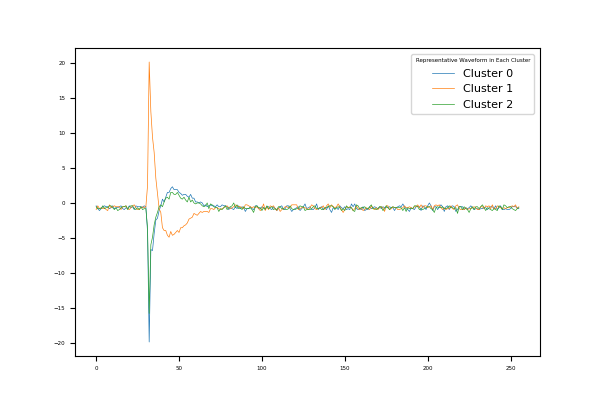 Representative Waveform in Each Cluster
Cluster 0
Cluster 1
Cluster 2
20
15
10
5
0
−5
−10
−15
−20
0 50 100 150 200 250